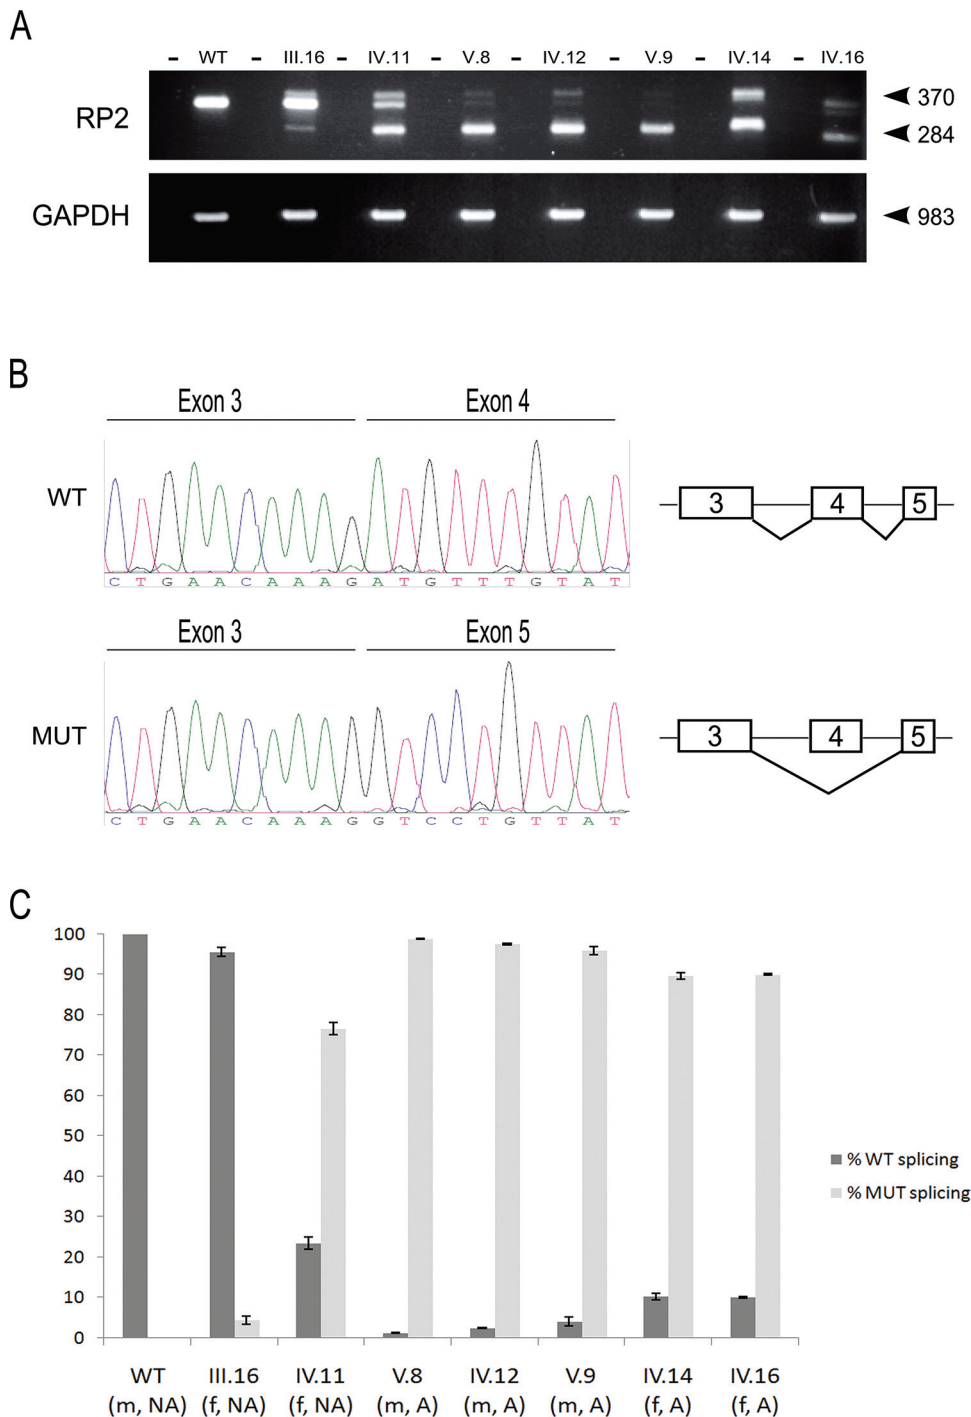 A
- WT - III.16 - IV.11 - V.8 - IV.12 - V.9 - IV.14 - IV.16
RP2
370
284
GAPDH
983
B
Exon 3 Exon 4
WT
C T G A A C A A A G A T G T T T G T A T
3 4 5
Exon 3 Exon 5
MUT
C T G A A C A A A G G T C C T G T T A T
3 4 5
C
100
90
80
70
60
50
40
30
20
10
0
% WT splicing
% MUT splicing
WT III.16 IV.11 V.8 IV.12 V.9 IV.14 IV.16
(m, NA) (f, NA) (f, NA) (m, A) (m, A) (m, A) (f, A) (f, A)